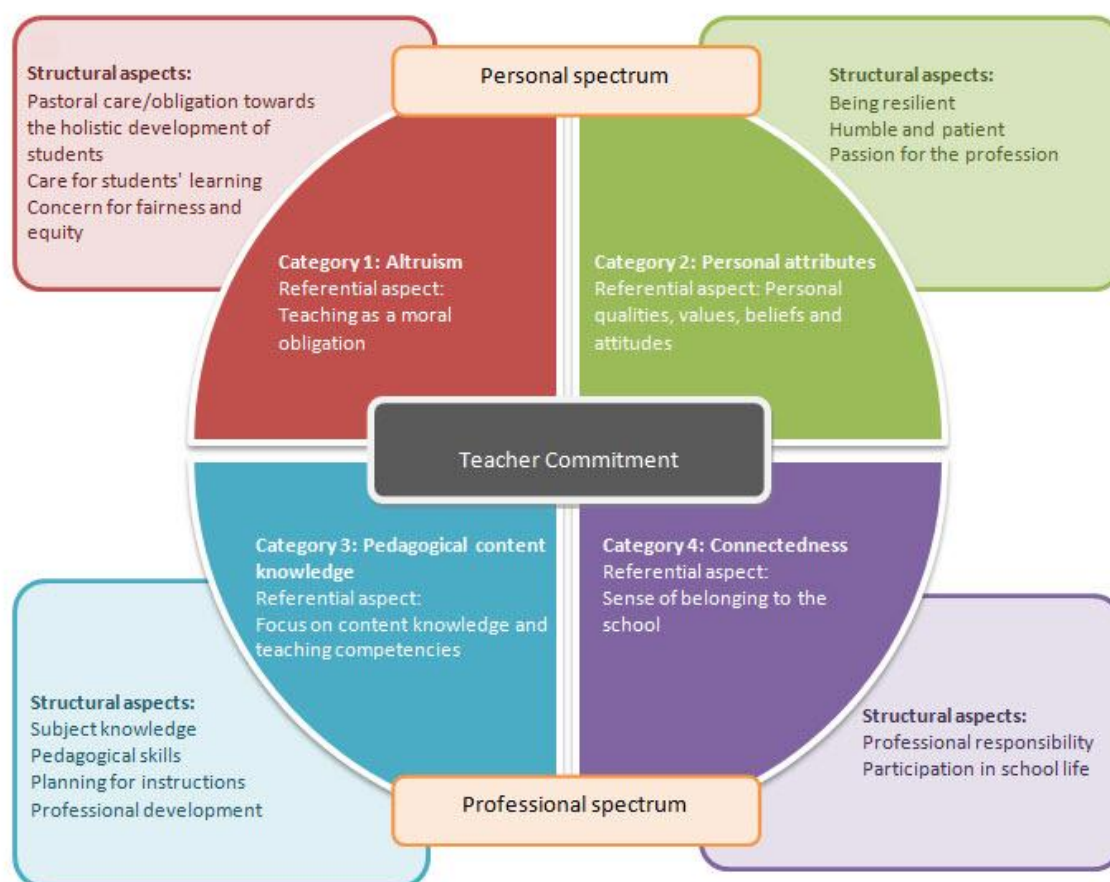 Personal spectrum
Structural aspects:
Pastoral care/obligation towards
the holistic development of
students
Care for students' learning
Concern for fairness and
equity
Structural aspects:
Being resilient
Humble and patient
Passion for the profession
Category 1: Altruism
Referential aspect:
Teaching as a moral
obligation
Category 2: Personal attributes
Referential aspect: Personal
qualities, values, beliefs and
attitudes
Teacher Commitment
Category 3: Pedagogical content
knowledge
Referential aspect:
Focus on content knowledge and
teaching competencies
Category 4: Connectedness
Referential aspect:
Sense of belonging to the
school
Structural aspects:
Subject knowledge
Pedagogical skills
Planning for instructions
Professional development
Structural aspects:
Professional responsibility
Participation in school life
Professional spectrum